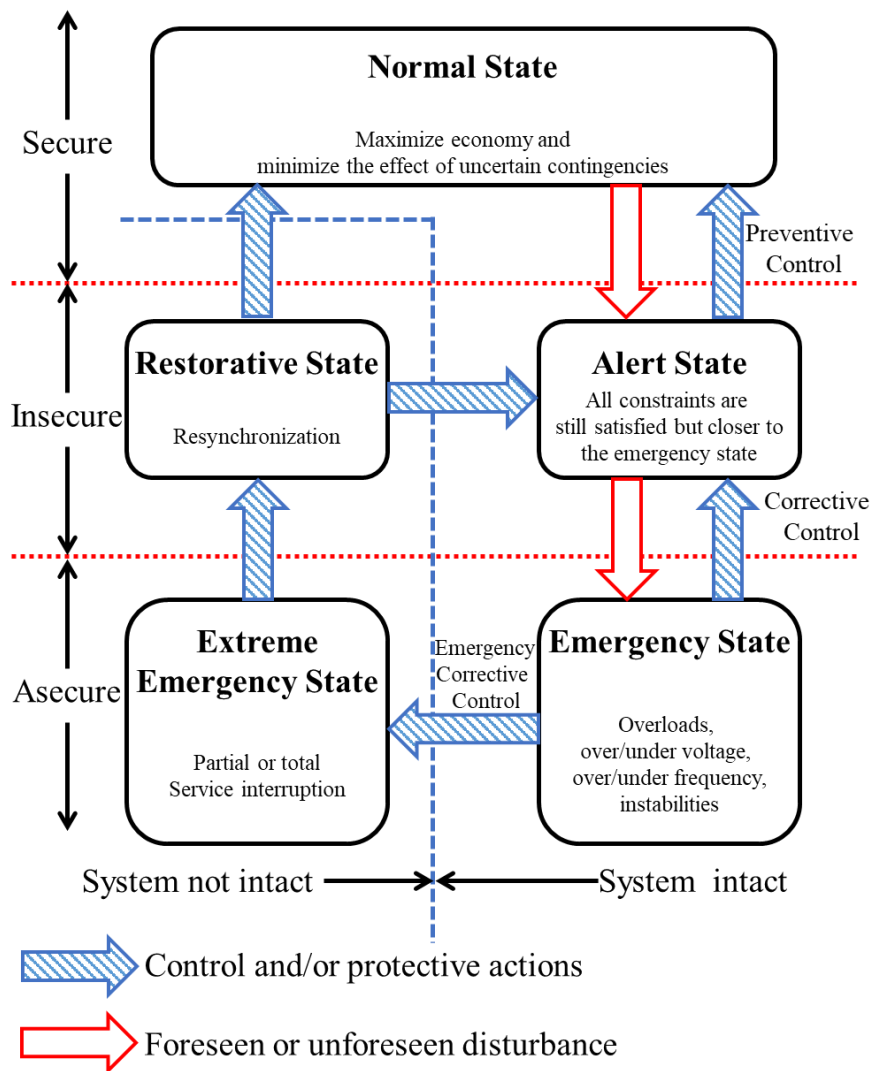 Normal State
Maximize economy and
minimize the effect of uncertain contingencies
Secure
Preventive
Control
Restorative State
Resynchronization
Alert State
All constraints are
still satisfied but closer to
the emergency state
Insecure
Corrective
Control
Extreme
Emergency State
Partial or total
Service interruption
Emergency
Corrective
Control
Emergency State
Overloads,
over/under voltage,
over/under frequency,
instabilities
Asecure
System not intact
System intact
Control and/or protective actions
Foreseen or unforeseen disturbance